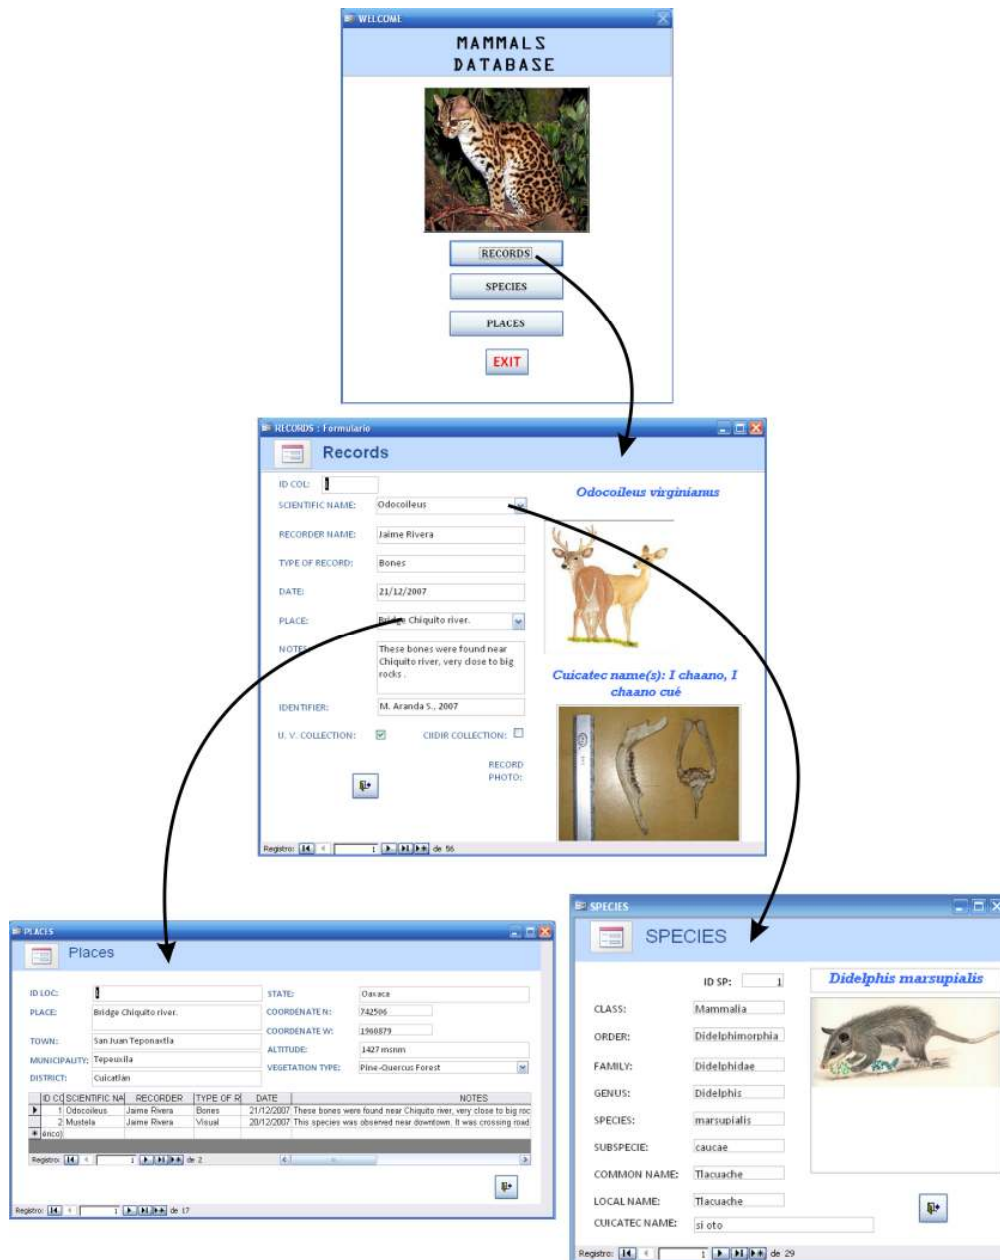 WELCOME
MAMMALS
DATABASE
RECORDS
SPECIES
PLACES
EXIT
RECORDS : Formulario
Records
ID COL:
SCIENTIFIC NAME: Odocoileus
RECORDER NAME: Jaime Rivera
TYPE OF RECORD: Bones
DATE: 21/12/2007
PLACE: Bridge Chiquito river.
NOTES These bones were found near
Chiquito river, very close to big
rocks .
IDENTIFIER: M. Aranda S., 2007
U. V. COLLECTION: CIIDIR COLLECTION:
RECORD
PHOTO:
Odocoileus virginianus
Cuicatec name(s): I chaano, I
chaano cué
Registro: 1 de 56
PLACES
Places
ID LOC:
PLACE: Bridge Chiquito river.
TOWN: San Juan Teponaxtla
MUNICIPALITY: Tepeuxila
DISTRICT: Cuicatlán
STATE: Oaxaca
COORDENATE N: 742506
COORDENATE W: 1960879
ALTITUDE: 1427 msnm
VEGETATION TYPE: Pine-Quercus Forest
ID CO SCIENTIFIC NA RECORDER TYPE OF R DATE NOTES
1 Odocoileus Jaime Rivera Bones 21/12/2007 These bones were found near Chiquito river, very close to big roc
2 Mustela Jaime Rivera Visual 20/12/2007 This species was observed near downtown. It was crossing road
érico)
Registro: 1 de 2
Registro: 1 de 17
SPECIES
SPECIES
ID SP: 1
CLASS: Mammalia
ORDER: Didelphimorphia
FAMILY: Didelphidae
GENUS: Didelphis
SPECIES: marsupialis
SUBSPECIE: caucae
COMMON NAME: Tlacuache
LOCAL NAME: Tlacuache
CUICATEC NAME: si oto
Didelphis marsupialis
Registro: 1 de 29